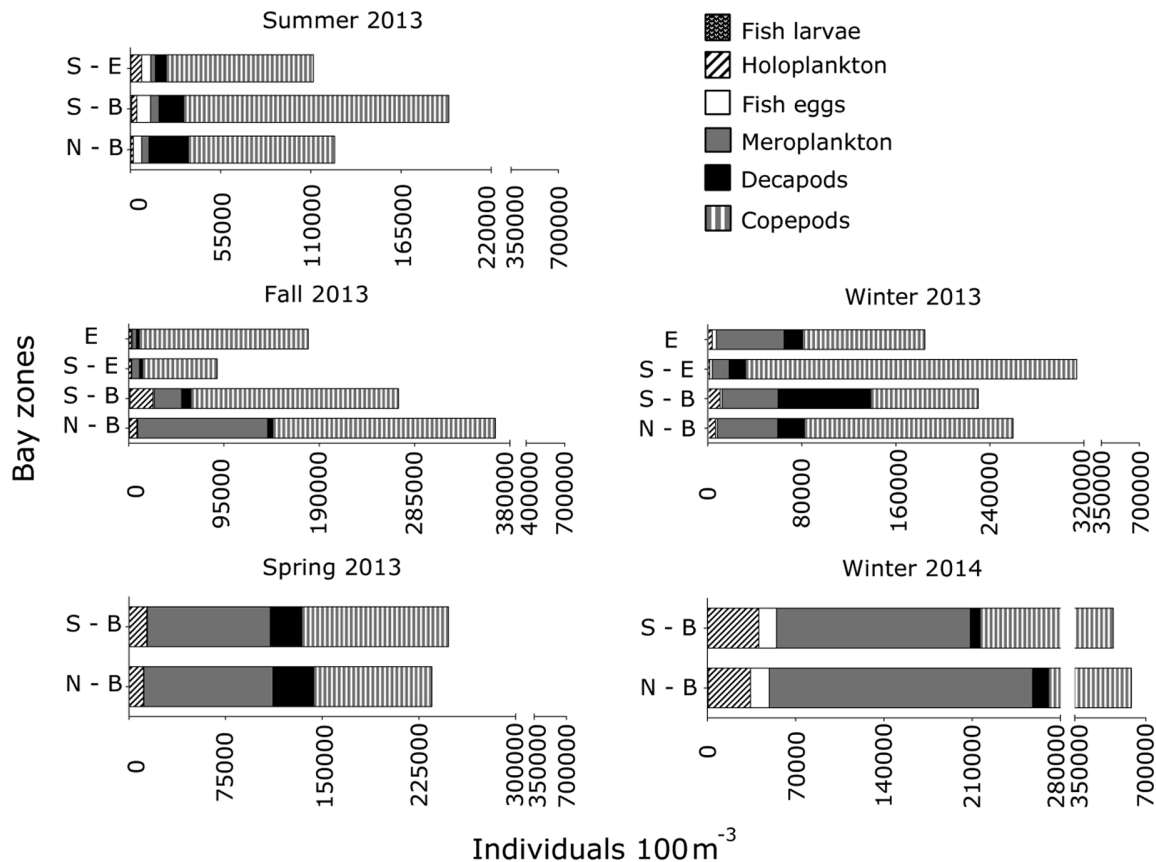 Summer 2013
S - E
S - B
N - B
0
55000
110000
165000
220000
350000
700000
Fish larvae
Holoplankton
Fish eggs
Meroplankton
Decapods
Copepods
Bay zones
Fall 2013
E
S - E
S - B
N - B
0
95000
190000
285000
380000
400000
700000
Winter 2013
E
S - E
S - B
N - B
0
80000
160000
240000
320000
350000
700000
Spring 2013
S - B
N - B
0
75000
150000
225000
300000
350000
700000
Winter 2014
S - B
N - B
0
70000
140000
210000
280000
350000
700000
Individuals 100m⁻³